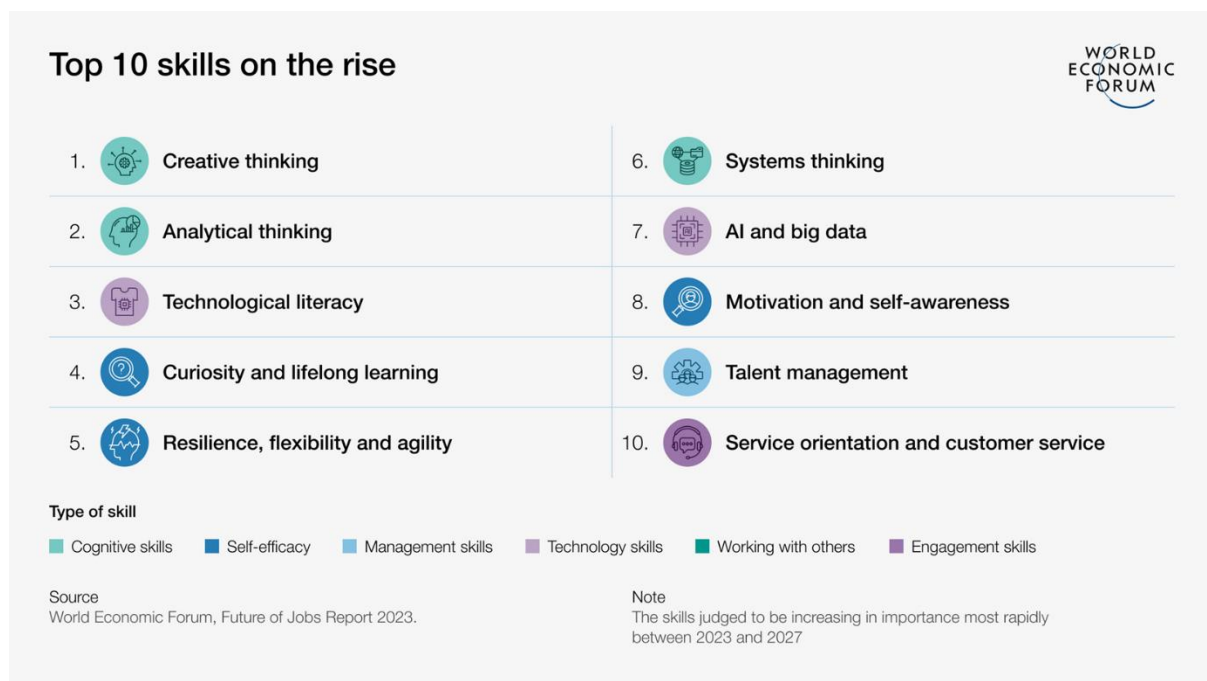 Top 10 skills on the rise
WORLD
ECONOMIC
FORUM
1. Creative thinking
2. Analytical thinking
3. Technological literacy
4. Curiosity and lifelong learning
5. Resilience, flexibility and agility
6. Systems thinking
7. AI and big data
8. Motivation and self-awareness
9. Talent management
10. Service orientation and customer service
Type of skill
Cognitive skills Self-efficacy Management skills Technology skills Working with others Engagement skills
Source
World Economic Forum, Future of Jobs Report 2023.
Note
The skills judged to be increasing in importance most rapidly
between 2023 and 2027